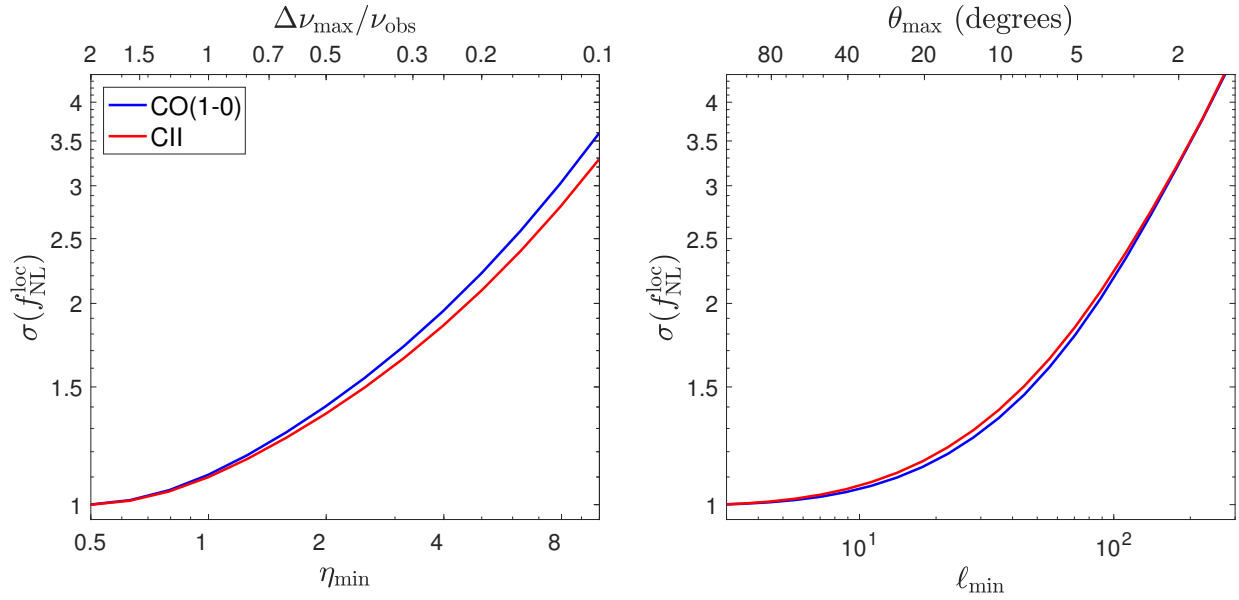 Δν_max/ν_obs
2 1.5 1 0.7 0.5 0.3 0.2 0.1
CO(1-0)
CII
4
3.5
3
2.5
2
1.5
1
σ(f_NL^loc)
0.5 1 2 4 8
η_min
θ_max (degrees)
80 40 20 10 5 2
4
3.5
3
2.5
2
1.5
1
σ(f_NL^loc)
10^1 10^2
ℓ_min